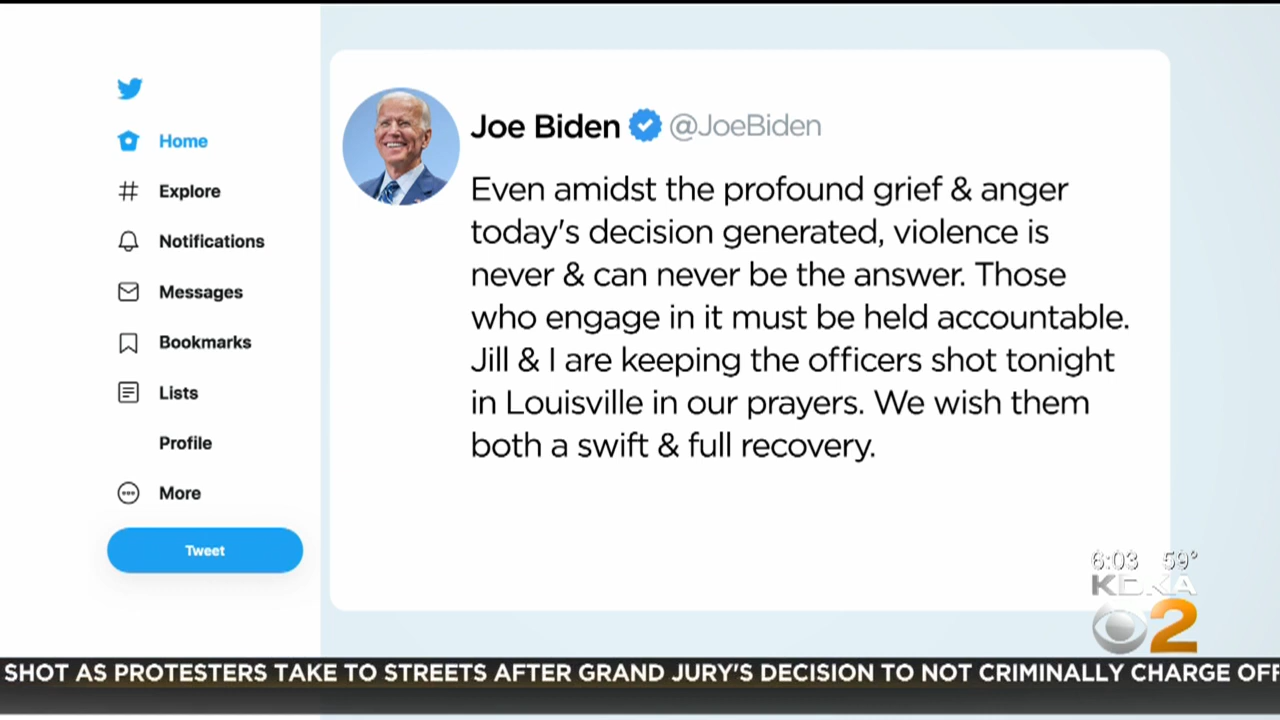 Home
Explore
Notifications
Messages
Bookmarks
Lists
Profile
More
Tweet
Joe Biden @JoeBiden
Even amidst the profound grief & anger
today's decision generated, violence is
never & can never be the answer. Those
who engage in it must be held accountable.
Jill & I are keeping the officers shot tonight
in Louisville in our prayers. We wish them
both a swift & full recovery.
6:03 59°
KDKA
2
SHOT AS PROTESTERS TAKE TO STREETS AFTER GRAND JURY'S DECISION TO NOT CRIMINALLY CHARGE OFF